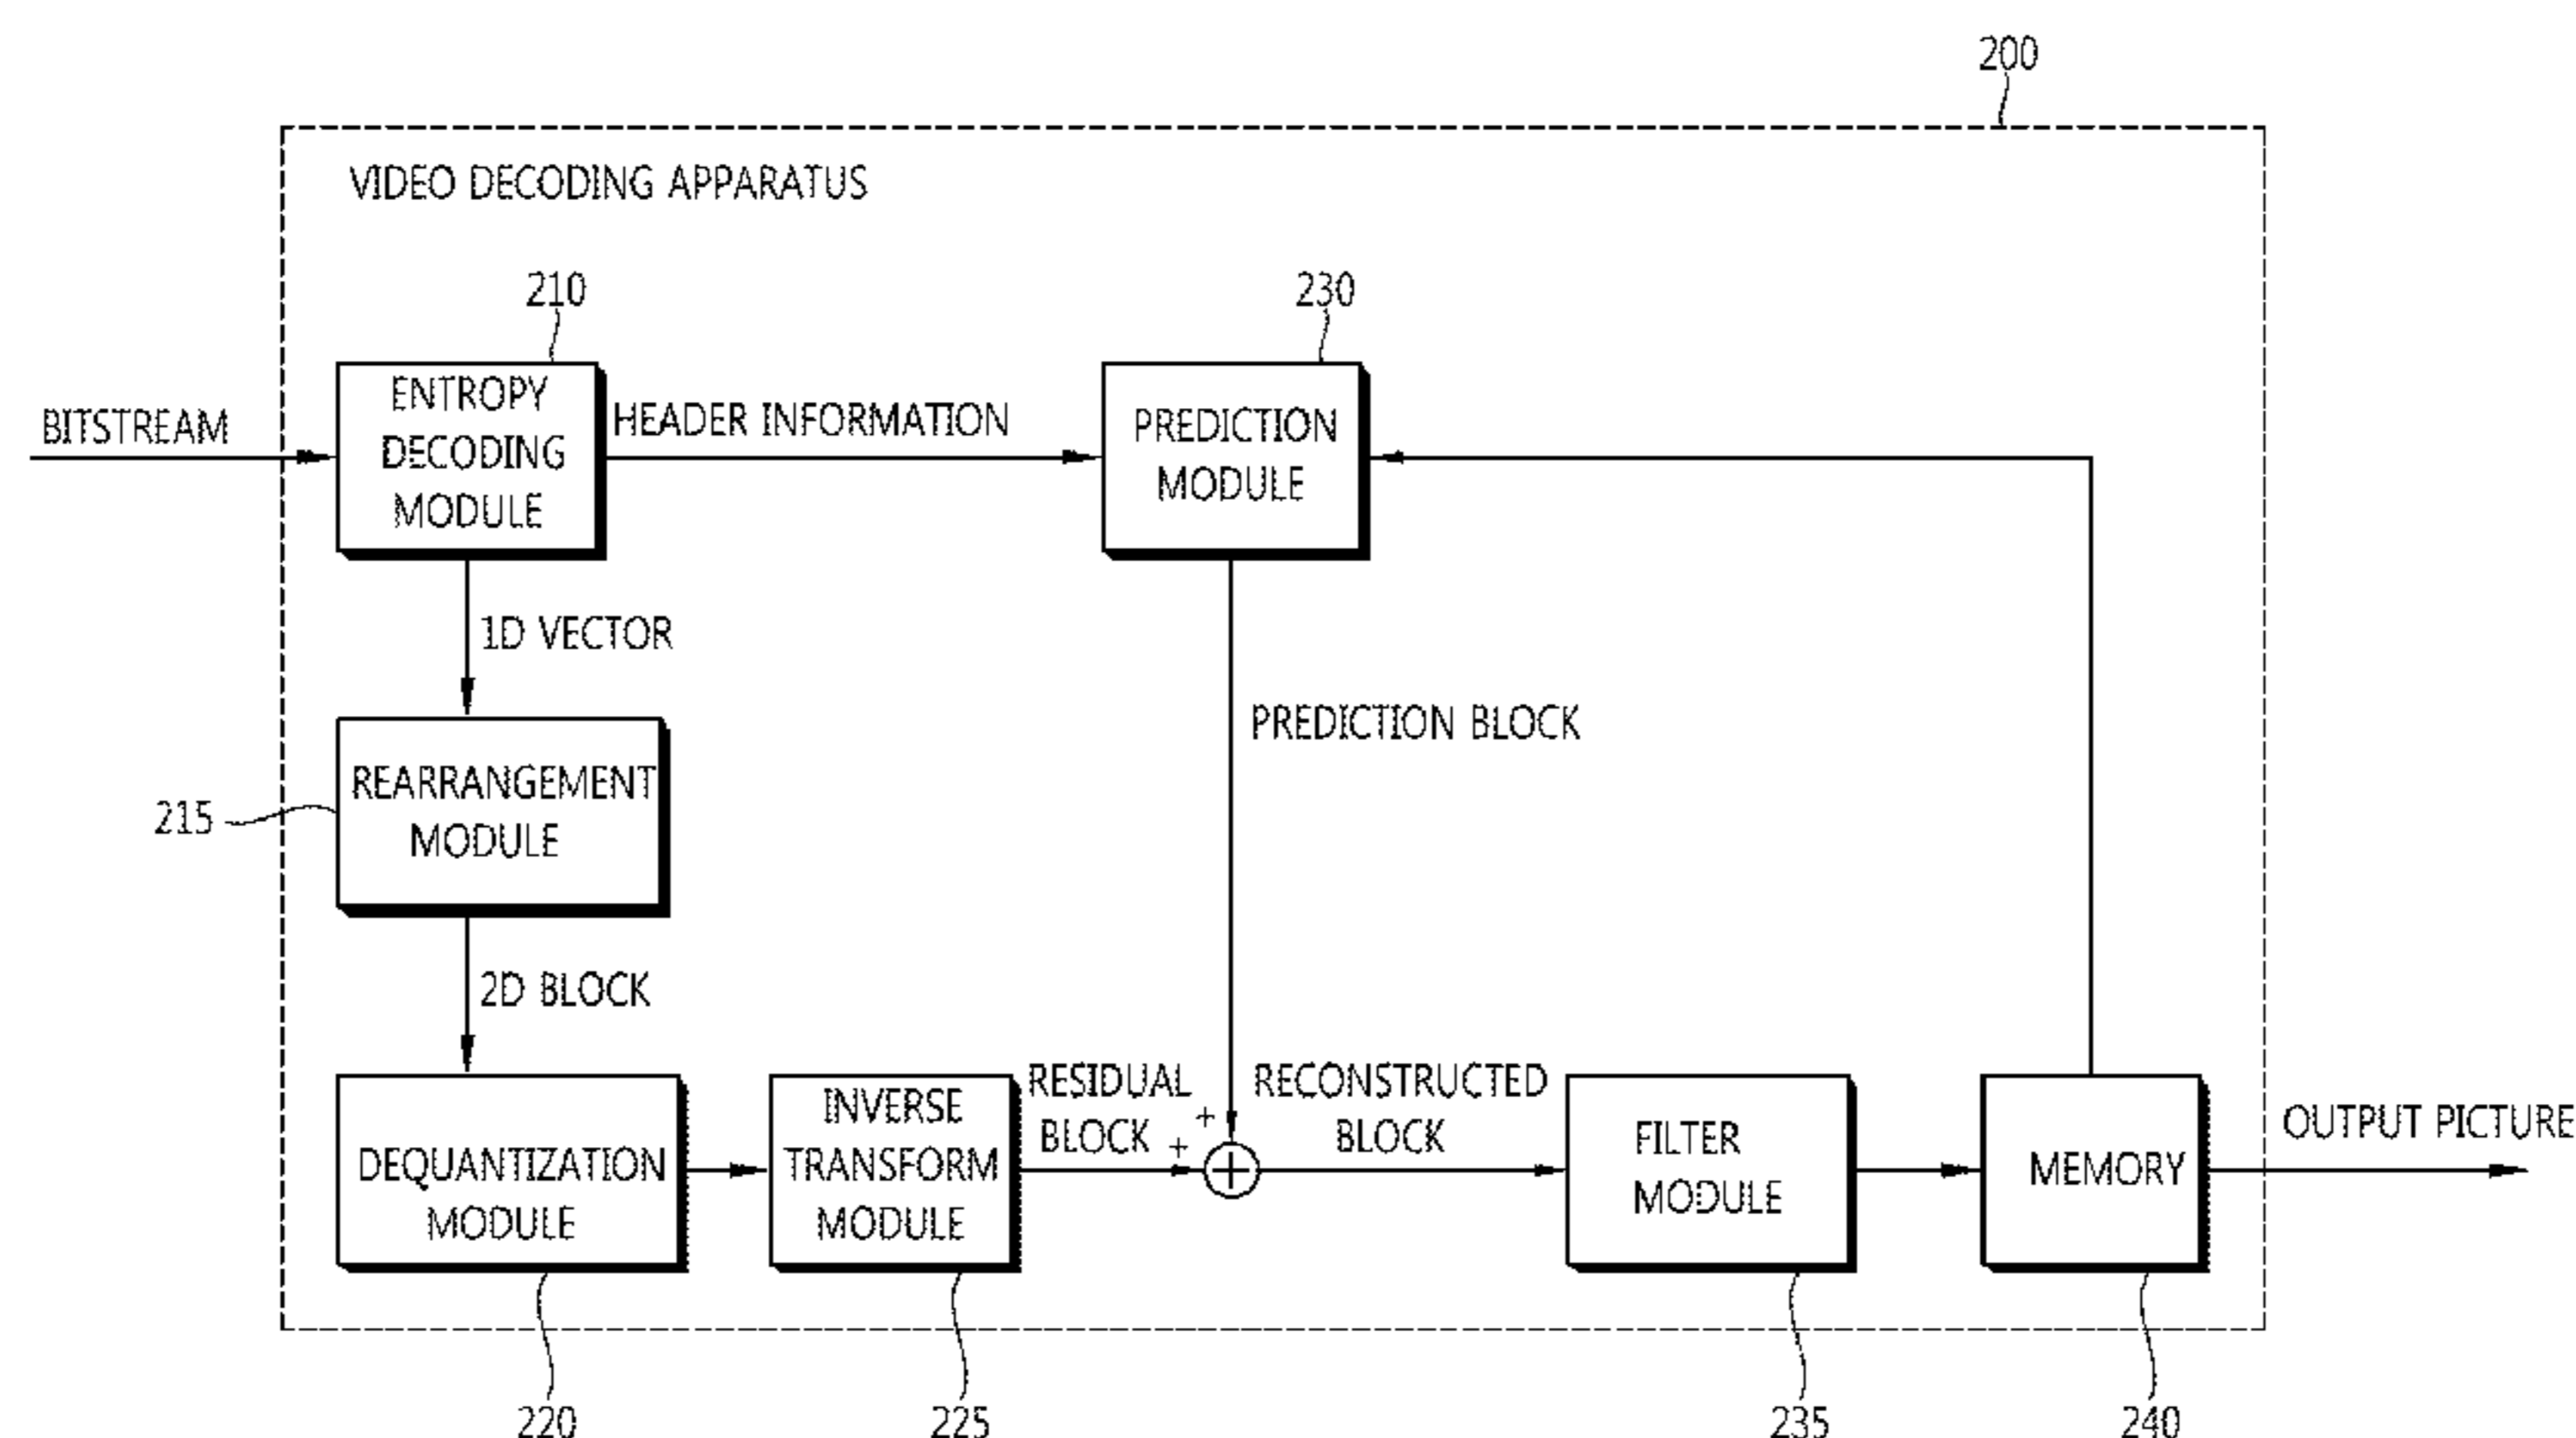 200
VIDEO DECODING APPARATUS
210
230
BITSTREAM
ENTROPY
DECODING
MODULE
HEADER INFORMATION
PREDICTION
MODULE
1D VECTOR
PREDICTION BLOCK
215
REARRANGEMENT
MODULE
2D BLOCK
DEQUANTIZATION
MODULE
INVERSE
TRANSFORM
MODULE
RESIDUAL
BLOCK
+
+
+
RECONSTRUCTED
BLOCK
FILTER
MODULE
MEMORY
OUTPUT PICTURE
220
225
235
240